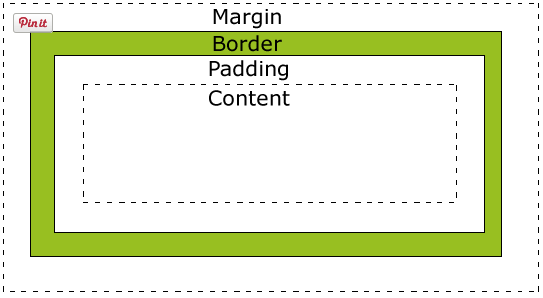 Margin
Pin it
Border
Padding
Content